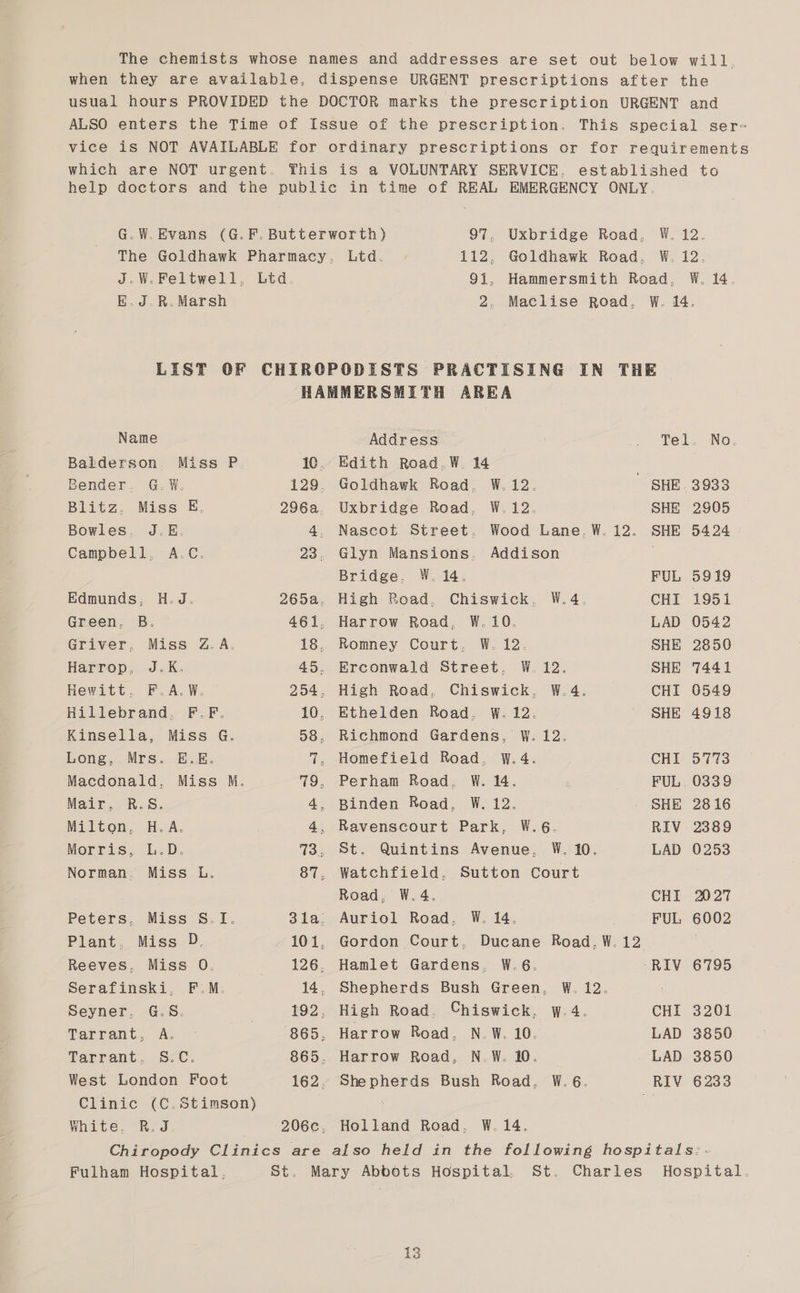 The chemists whose names and addresses are set out below will,
when they are available, dispense URGENT prescriptions after the
usual hours PROVIDED the DOCTOR marks the prescription URGENT and
ALSO enters the Time of Issue of the prescription. This special ser-
vice is NOT AVAILABLE for ordinary prescriptions or for requirements
which are NOT urgent. This is a VOLUNTARY SERVICE, established to
help doctors and the public in time of REAL EMERGENCY ONLY.
G.W.Evans (G.F.Butterworth) 97, Uxbridge Road, W.12.
The Goldhawk Pharmacy, Ltd. 112, Goldhawk Road, W.12.
J.W.Feltwell, Ltd. 91, Hammersmith Road, W.14.
E.J.R.Marsh 2, Maclise Road, W.14.
LIST OF CHIROPODISTS PRACTISING IN THE
HAMMERSMITH AREA
Name Address Tel. No.
Balderson Miss P 10, Edith Road,W.14
Bender, G.W. 129, Goldhawk Road, W.12. SHE 3933
Blitz, Miss E. 296a, Uxbridge Road, W.12. SHE 2905
Bowles, J.E. 4, Nascot Street, Wood Lane,W.12. SHE 5424
Campbell, A.C. 23, Glyn Mansions, Addison
Bridge, W.14. FUL 5919
Edmunds, H.J. 265a, High Road, Chiswick, W.4. CHI 1951
Green, B. 461, Harrow Road, W.10. LAD 0542
Griver, Miss Z.A. 18, Romney Court, W.12. SHE 2850
Harrop, J.K. 45, Erconwald Street, W.12. SHE 7441
Hewitt, F.A.W. 254, High Road, Chiswick, W.4. CHI 0549
Hillebrand, F.F. 10, Ethelden Road, W.12. SHE 4918
Kinsella, Miss G. 58, Richmond Gardens, W.12.
Long, Mrs. E.E. 7, Homefield Road, W.4. CHI 5773
Macdonald, Miss M. 79, Perham Road, W.14. FUL 0339
Mair, R.S. 4, Binden Road, W.12. SHE 2816
Milton, H.A. 4, Ravenscourt Park, W.6. RIV 2389
Morris, L.D. 73, St. Quintins Avenue, W.10. LAD 0253
Norman, Miss L. 87, Watchfield, Sutton Court
Road, W.4. CHI 2027
Peters, Miss S.I. 31a, Auriol Road, W.14. FUL 6002
Plant, Miss D. 101, Gordon Court, Ducane Road,W.12
Reeves, Miss O. 126, Hamlet Gardens, W.6. RIV 6795
Serafinski, F.M. 14, Shepherds Bush Green, W.12.
Seyner, G.S. 192, High Road, Chiswick, W.4. CHI 3201
Tarrant, A. 865, Harrow Road, N.W.10. LAD 3850
Tarrant, S.C. 865, Harrow Road, N.W.10. LAD 3850
West London Foot 162, Shepherds Bush Road, W.6. RIV 6233
Clinic (C.Stimson)
White, R.J. 206c, Holland Road, W.14.
Chiropody Clinics are also held in the following hospitals:-
Fulham Hospital, St. Mary Abbots Hospital, St. Charles Hospital.
13